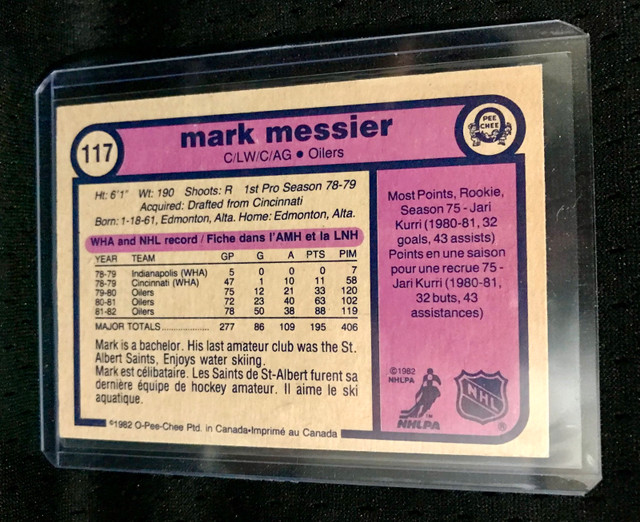 117
mark messier
C/LW/C/AG • Oilers
PEE
CHEE
Ht: 6'1" Wt: 190 Shoots: R 1st Pro Season 78-79
Acquired: Drafted from Cincinnati
Born: 1-18-61, Edmonton, Alta. Home: Edmonton, Alta.
WHA and NHL record / Fiche dans l'AMH et la LNH
YEAR TEAM GP G A PTS PIM
78-79 Indianapolis (WHA) 5 0 0 0 7
78-79 Cincinnati (WHA) 47 1 10 11 58
79-80 Oilers 75 12 21 33 120
80-81 Oilers 72 23 40 63 102
81-82 Oilers 78 50 38 88 119
MAJOR TOTALS.................... 277 86 109 195 406
Mark is a bachelor. His last amateur club was the St.
Albert Saints, Enjoys water skiing.
Mark est célibataire. Les Saints de St-Albert furent sa
dernière équipe de hockey amateur. Il aime le ski
aquatique.
Most Points, Rookie,
Season 75 - Jari
Kurri (1980-81, 32
goals, 43 assists)
Points en une saison
pour une recrue 75 -
Jari Kurri (1980-81,
32 buts, 43
assistances)
©1982
NHLPA
NHLPA
™
NHL
®
©1982 O-Pee-Chee Ptd. in Canada•Imprimé au Canada